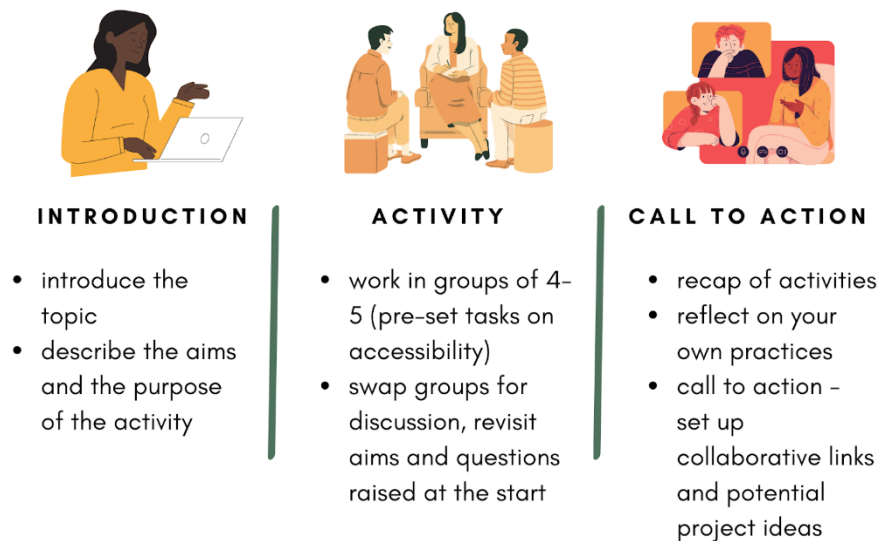 INTRODUCTION
• introduce the
topic
• describe the aims
and the purpose
of the activity
ACTIVITY
• work in groups of 4-
5 (pre-set tasks on
accessibility)
• swap groups for
discussion, revisit
aims and questions
raised at the start
CALL TO ACTION
• recap of activities
• reflect on your
own practices
• call to action -
set up
collaborative links
and potential
project ideas